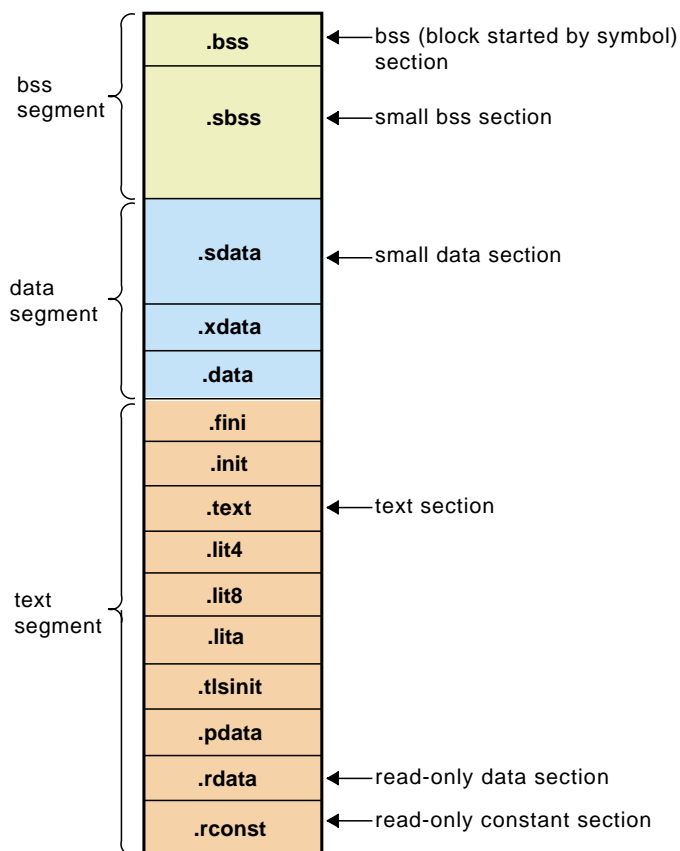 .bss
bss (block started by symbol)
section
bss
segment
.sbss
small bss section
.sdata
small data section
data
segment
.xdata
.data
.fini
.init
.text
text section
.lit4
.lit8
text
segment
.lita
.tlsinit
.pdata
.rdata
read-only data section
.rconst
read-only constant section